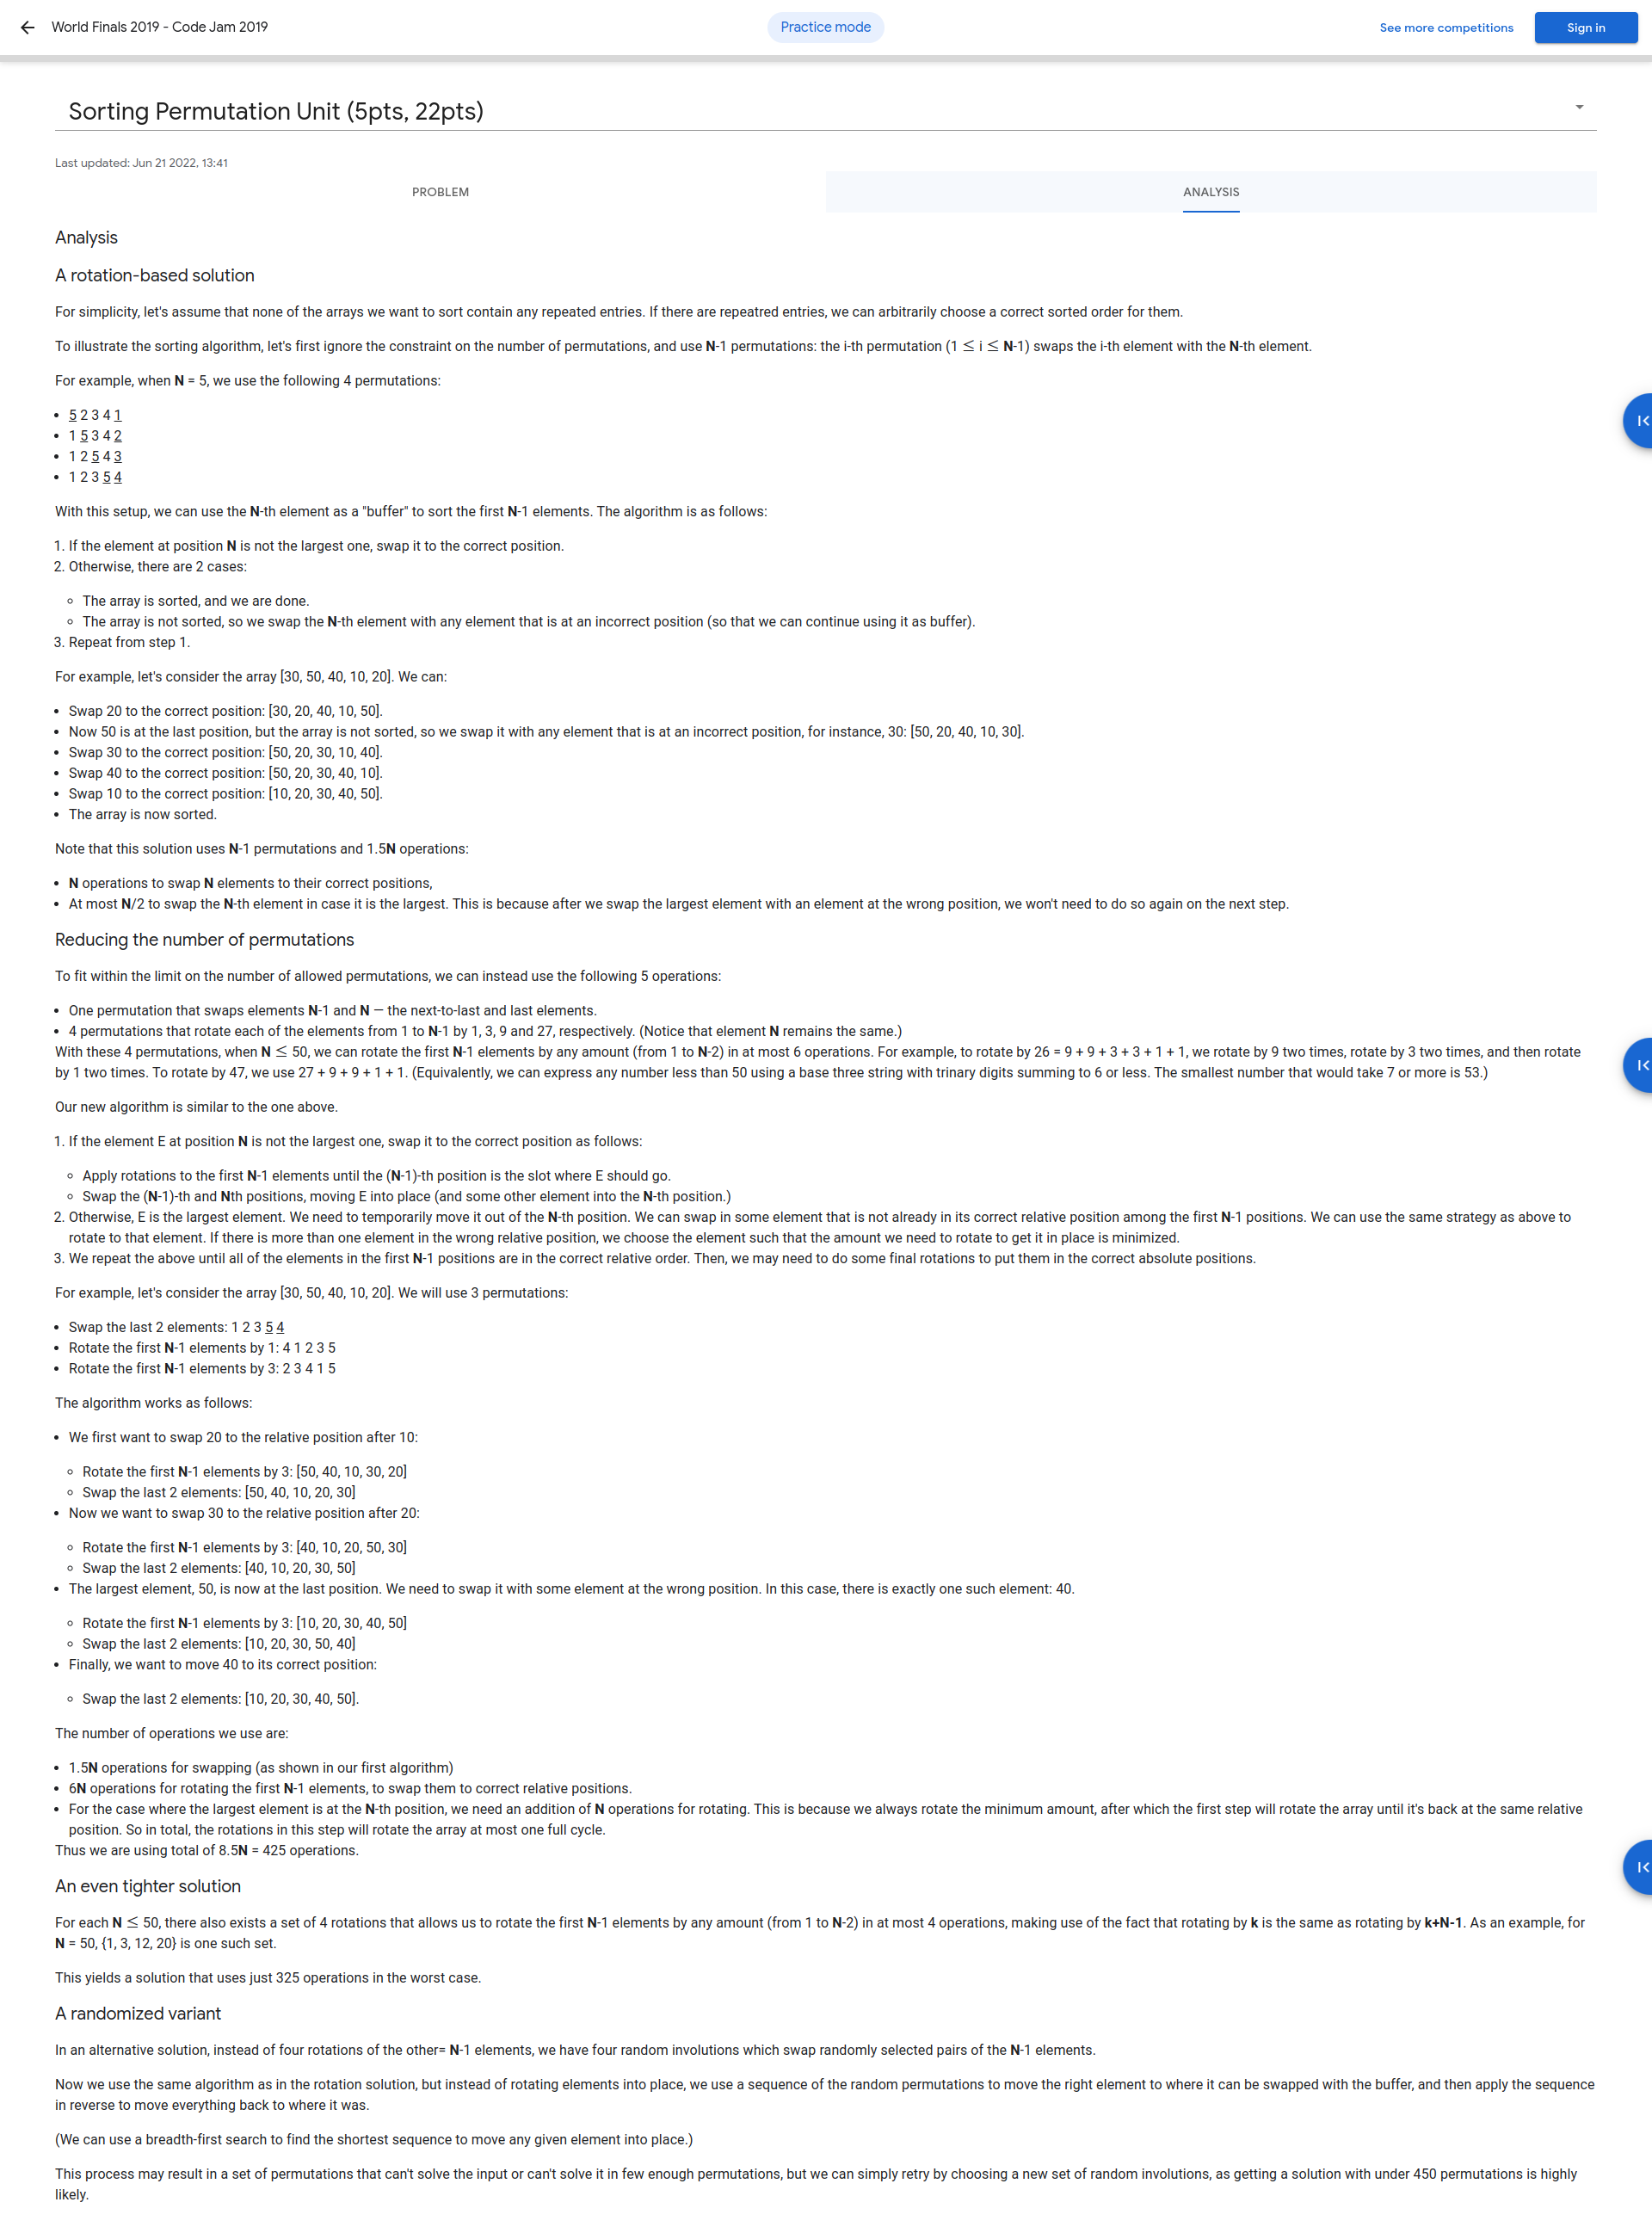 World Finals 2019 - Code Jam 2019
Practice mode
See more competitions
Sign in
Sorting Permutation Unit (5pts, 22pts)
Last updated: Jun 21 2022, 13:41
PROBLEM
ANALYSIS
Analysis
A rotation-based solution
For simplicity, let's assume that none of the arrays we want to sort contain any repeated entries. If there are repeatred entries, we can arbitrarily choose a correct sorted order for them.
To illustrate the sorting algorithm, let's first ignore the constraint on the number of permutations, and use N-1 permutations: the i-th permutation (1 ≤ i ≤ N-1) swaps the i-th element with the N-th element.
For example, when N = 5, we use the following 4 permutations:
• 5 2 3 4 1
• 1 5 3 4 2
• 1 2 5 4 3
• 1 2 3 5 4
With this setup, we can use the N-th element as a "buffer" to sort the first N-1 elements. The algorithm is as follows:
1. If the element at position N is not the largest one, swap it to the correct position.
2. Otherwise, there are 2 cases:
◦ The array is sorted, and we are done.
◦ The array is not sorted, so we swap the N-th element with any element that is at an incorrect position (so that we can continue using it as buffer).
3. Repeat from step 1.
For example, let's consider the array [30, 50, 40, 10, 20]. We can:
• Swap 20 to the correct position: [30, 20, 40, 10, 50].
• Now 50 is at the last position, but the array is not sorted, so we swap it with any element that is at an incorrect position, for instance, 30: [50, 20, 40, 10, 30].
• Swap 30 to the correct position: [50, 20, 30, 10, 40].
• Swap 40 to the correct position: [50, 20, 30, 40, 10].
• Swap 10 to the correct position: [10, 20, 30, 40, 50].
• The array is now sorted.
Note that this solution uses N-1 permutations and 1.5N operations:
• N operations to swap N elements to their correct positions,
• At most N/2 to swap the N-th element in case it is the largest. This is because after we swap the largest element with an element at the wrong position, we won't need to do so again on the next step.
Reducing the number of permutations
To fit within the limit on the number of allowed permutations, we can instead use the following 5 operations:
• One permutation that swaps elements N-1 and N — the next-to-last and last elements.
• 4 permutations that rotate each of the elements from 1 to N-1 by 1, 3, 9 and 27, respectively. (Notice that element N remains the same.)
With these 4 permutations, when N ≤ 50, we can rotate the first N-1 elements by any amount (from 1 to N-2) in at most 6 operations. For example, to rotate by 26 = 9 + 9 + 3 + 3 + 1 + 1, we rotate by 9 two times, rotate by 3 two times, and then rotate
by 1 two times. To rotate by 47, we use 27 + 9 + 9 + 1 + 1. (Equivalently, we can express any number less than 50 using a base three string with trinary digits summing to 6 or less. The smallest number that would take 7 or more is 53.)
Our new algorithm is similar to the one above.
1. If the element E at position N is not the largest one, swap it to the correct position as follows:
◦ Apply rotations to the first N-1 elements until the (N-1)-th position is the slot where E should go.
◦ Swap the (N-1)-th and Nth positions, moving E into place (and some other element into the N-th position.)
2. Otherwise, E is the largest element. We need to temporarily move it out of the N-th position. We can swap in some element that is not already in its correct relative position among the first N-1 positions. We can use the same strategy as above to
rotate to that element. If there is more than one element in the wrong relative position, we choose the element such that the amount we need to rotate to get it in place is minimized.
3. We repeat the above until all of the elements in the first N-1 positions are in the correct relative order. Then, we may need to do some final rotations to put them in the correct absolute positions.
For example, let's consider the array [30, 50, 40, 10, 20]. We will use 3 permutations:
• Swap the last 2 elements: 1 2 3 5 4
• Rotate the first N-1 elements by 1: 4 1 2 3 5
• Rotate the first N-1 elements by 3: 2 3 4 1 5
The algorithm works as follows:
• We first want to swap 20 to the relative position after 10:
◦ Rotate the first N-1 elements by 3: [50, 40, 10, 30, 20]
◦ Swap the last 2 elements: [50, 40, 10, 20, 30]
• Now we want to swap 30 to the relative position after 20:
◦ Rotate the first N-1 elements by 3: [40, 10, 20, 50, 30]
◦ Swap the last 2 elements: [40, 10, 20, 30, 50]
• The largest element, 50, is now at the last position. We need to swap it with some element at the wrong position. In this case, there is exactly one such element: 40.
◦ Rotate the first N-1 elements by 3: [10, 20, 30, 40, 50]
◦ Swap the last 2 elements: [10, 20, 30, 50, 40]
• Finally, we want to move 40 to its correct position:
◦ Swap the last 2 elements: [10, 20, 30, 40, 50].
The number of operations we use are:
• 1.5N operations for swapping (as shown in our first algorithm)
• 6N operations for rotating the first N-1 elements, to swap them to correct relative positions.
• For the case where the largest element is at the N-th position, we need an addition of N operations for rotating. This is because we always rotate the minimum amount, after which the first step will rotate the array until it's back at the same relative
position. So in total, the rotations in this step will rotate the array at most one full cycle.
Thus we are using total of 8.5N = 425 operations.
An even tighter solution
For each N ≤ 50, there also exists a set of 4 rotations that allows us to rotate the first N-1 elements by any amount (from 1 to N-2) in at most 4 operations, making use of the fact that rotating by k is the same as rotating by k+N-1. As an example, for
N = 50, {1, 3, 12, 20} is one such set.
This yields a solution that uses just 325 operations in the worst case.
A randomized variant
In an alternative solution, instead of four rotations of the other= N-1 elements, we have four random involutions which swap randomly selected pairs of the N-1 elements.
Now we use the same algorithm as in the rotation solution, but instead of rotating elements into place, we use a sequence of the random permutations to move the right element to where it can be swapped with the buffer, and then apply the sequence
in reverse to move everything back to where it was.
(We can use a breadth-first search to find the shortest sequence to move any given element into place.)
This process may result in a set of permutations that can't solve the input or can't solve it in few enough permutations, but we can simply retry by choosing a new set of random involutions, as getting a solution with under 450 permutations is highly
likely.